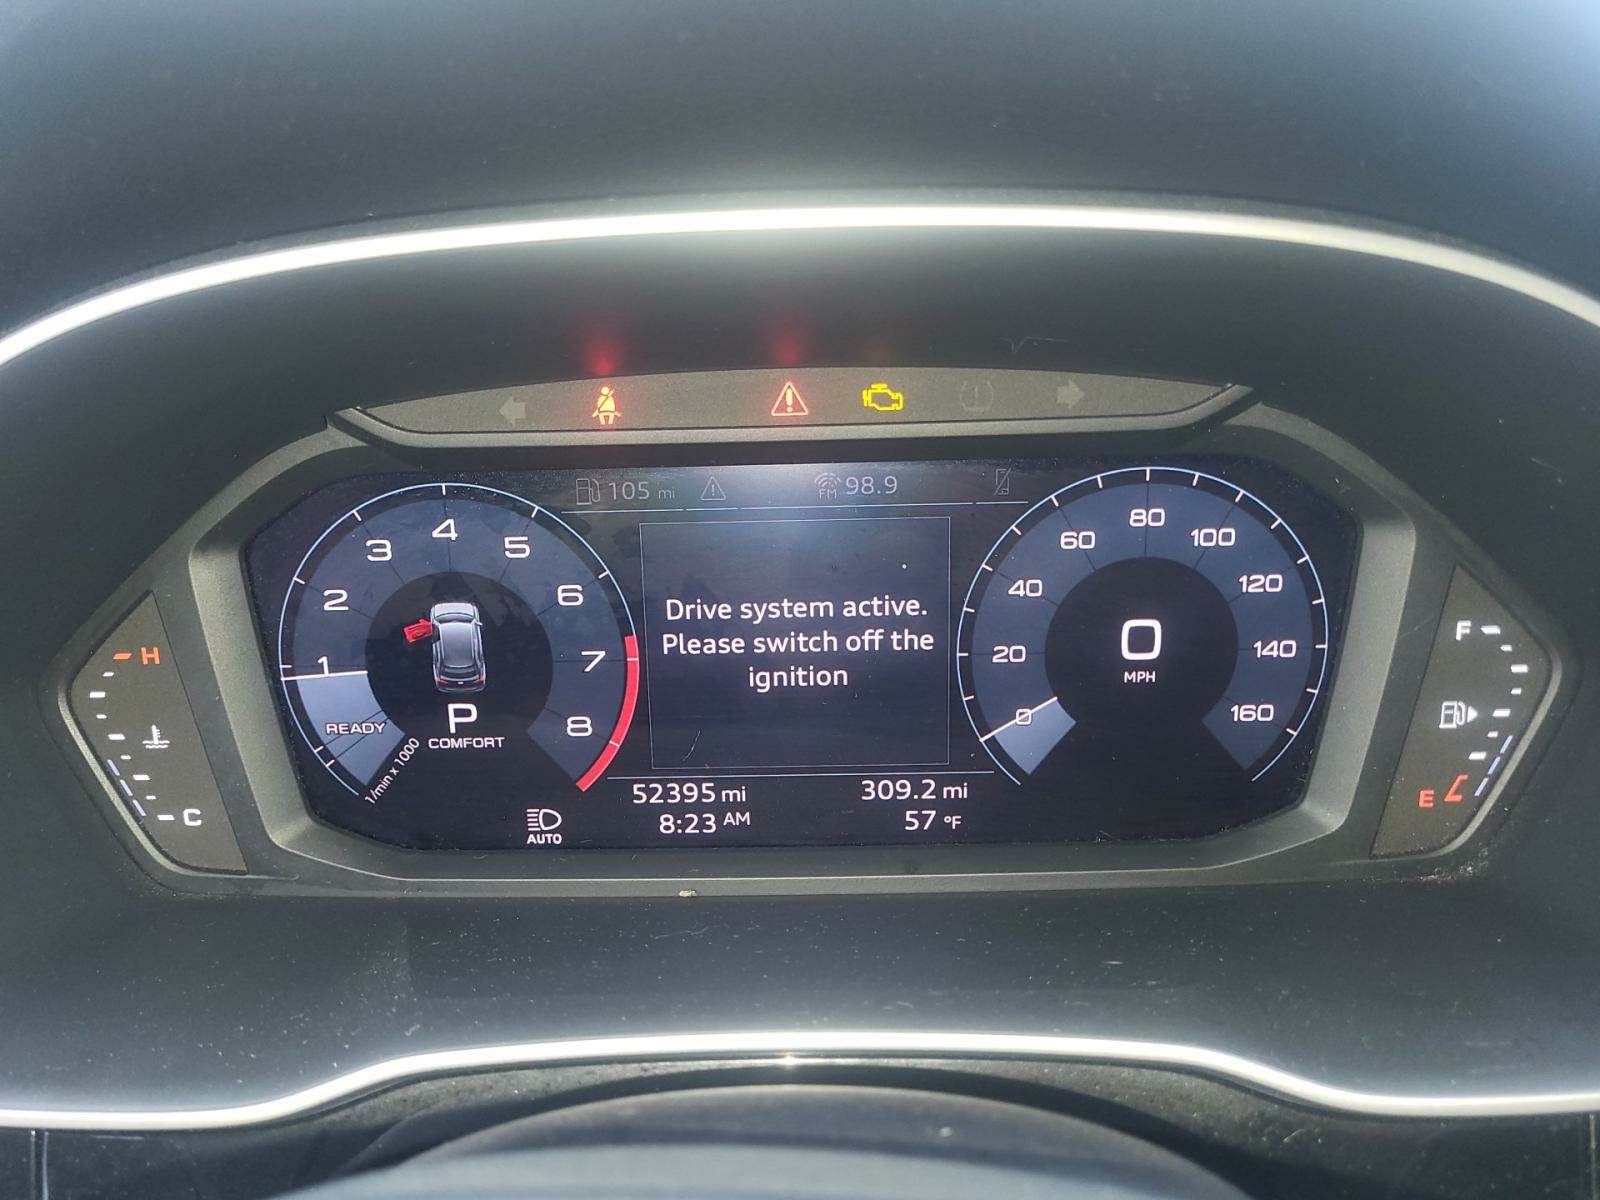 105 mi
FM 98.9
1 2 3 4 5 6 7 8
READY
1/min x 1000
P
COMFORT
Drive system active.
Please switch off the
ignition
0 20 40 60 80 100 120 140 160
0
MPH
H
C
F
E
AUTO
52395 mi
309.2 mi
8:23 AM
57 °F